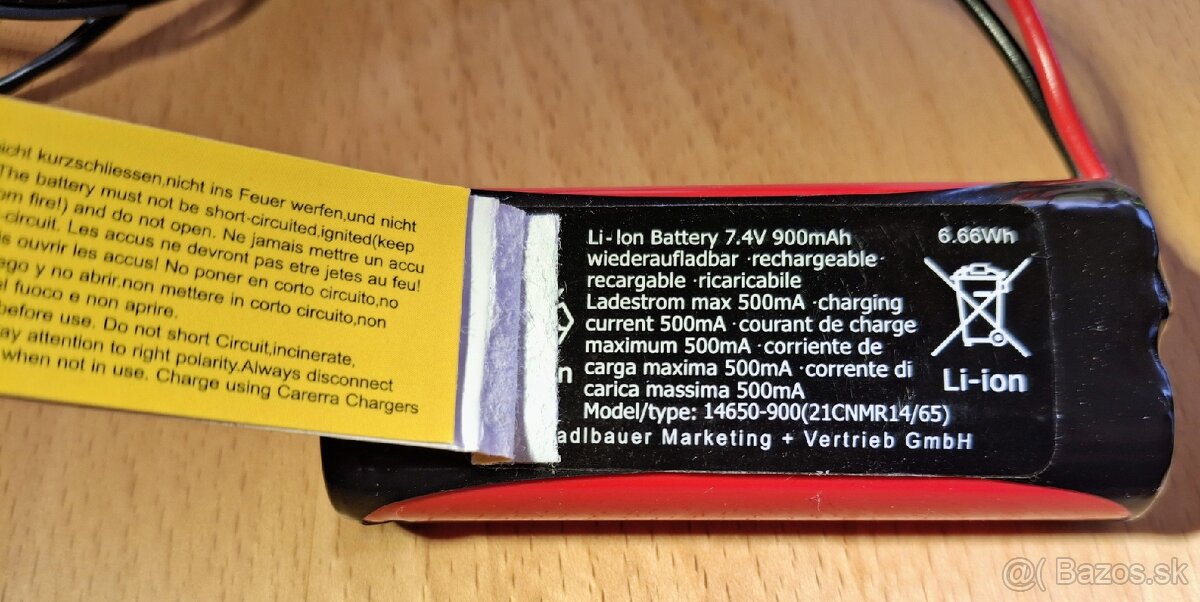 nicht kurzschliessen,nicht ins Feuer werfen,und nicht
The battery must not be short-circuited,ignited(keep
fire!) and do not open. Ne jamais mettre un accu
-circuit. Les accus ne devront pas etre jetes au feu!
ouvrir les accus! No poner en corto circuito,no
y no abrir.non mettere in corto circuito,non
fuoco e non aprire.
before use. Do not short Circuit,incinerate,
attention to right polarity.Always disconnect
when not in use. Charge using Carerra Chargers
Li-Ion Battery 7.4V 900mAh
wiederaufladbar ·rechargeable·
recargable ·ricaricabile
Ladestrom max 500mA ·charging
current 500mA ·courant de charge
maximum 500mA ·corriente de
carga maxima 500mA ·corrente di
carica massima 500mA
Model/type: 14650-900(21CNMR14/65)
adlbauer Marketing + Vertrieb GmbH
6.66Wh
Li-ion
@( Bazos.sk